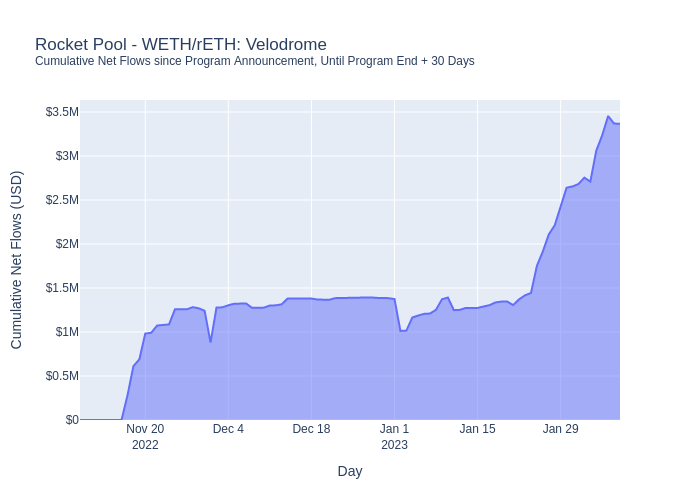 Rocket Pool - WETH/rETH: Velodrome
Cumulative Net Flows since Program Announcement, Until Program End + 30 Days
Cumulative Net Flows (USD)
$3.5M
$3M
$2.5M
$2M
$1.5M
$1M
$0.5M
$0
Nov 20 Dec 4 Dec 18 Jan 1 Jan 15 Jan 29
2022 2023
Day